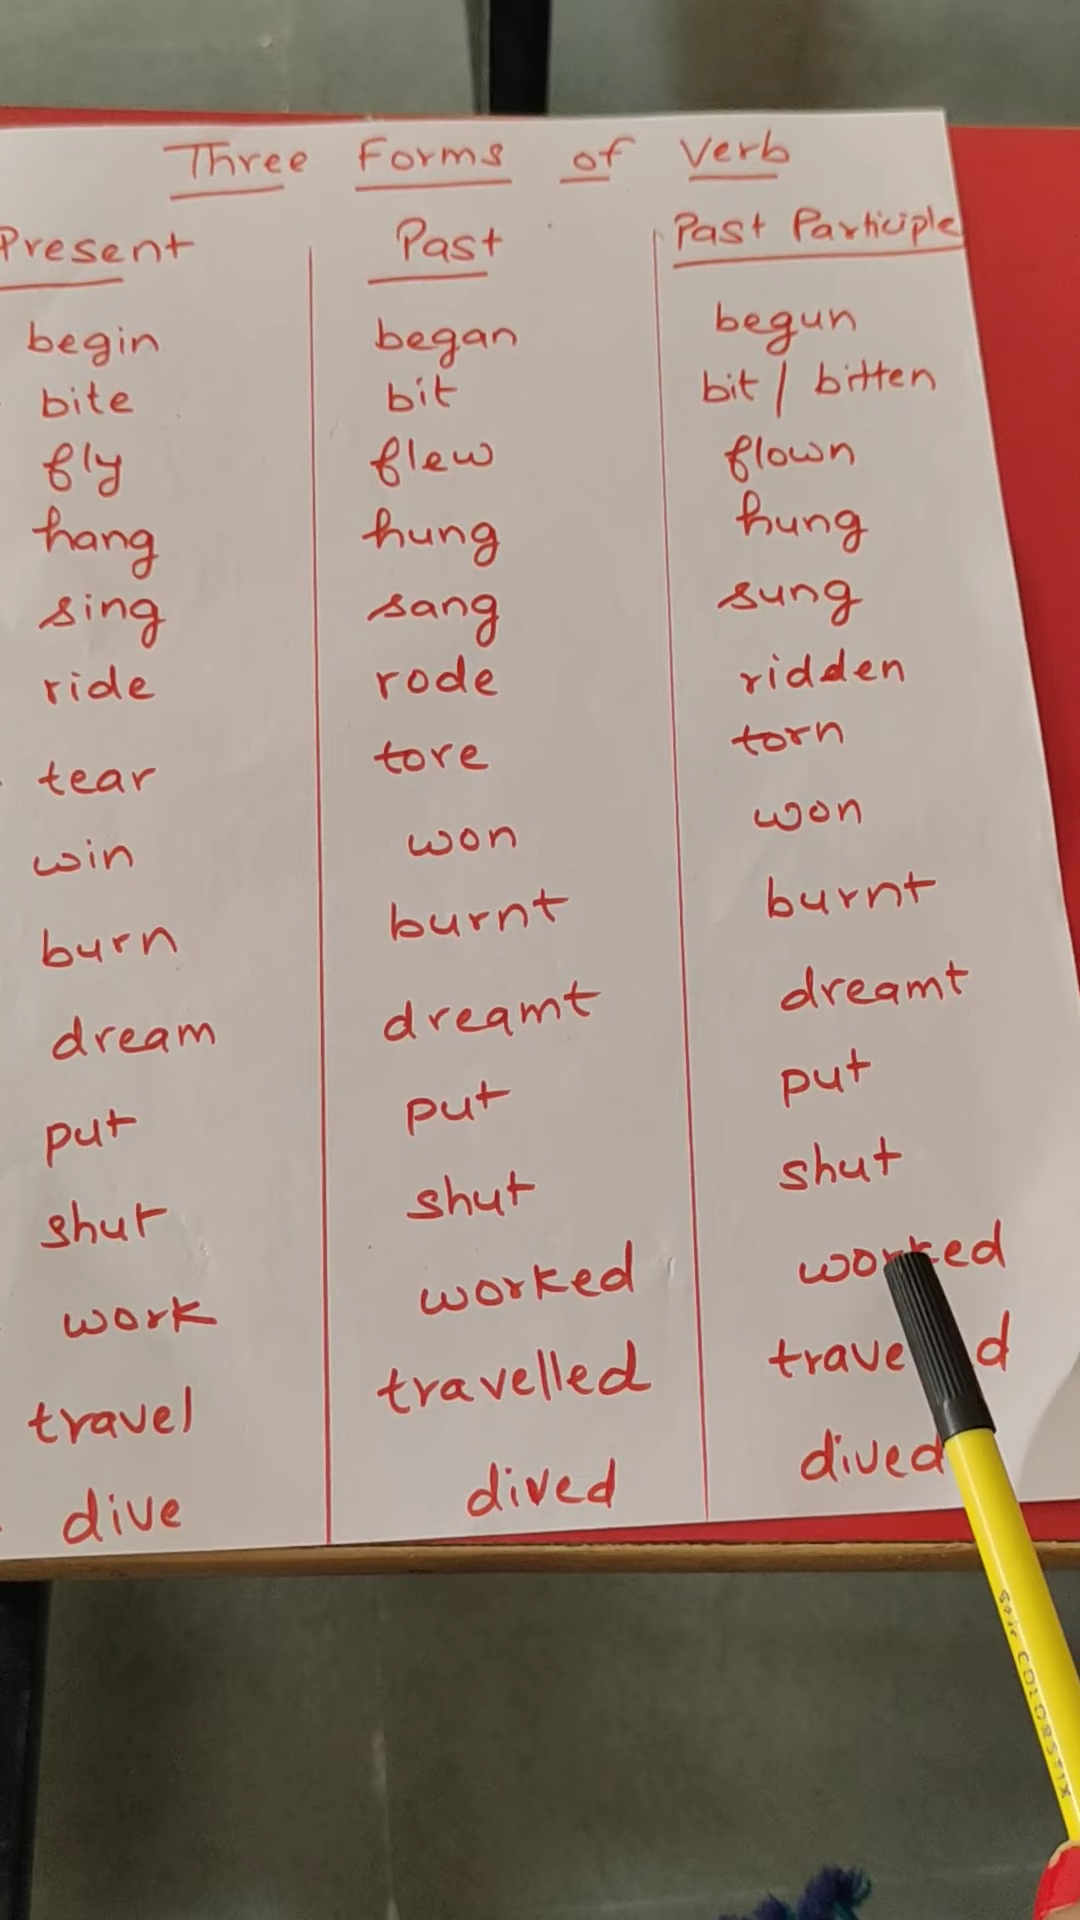 Three Forms of Verb
Present Past Past Participle
begin began begun
bite bit bit / bitten
fly flew flown
hang hung hung
sing sang sung
ride rode ridden
tear tore torn
win won won
burn burnt burnt
dream dreamt dreamt
put put put
shut shut shut
work worked worked
travel travelled
dive dived dived